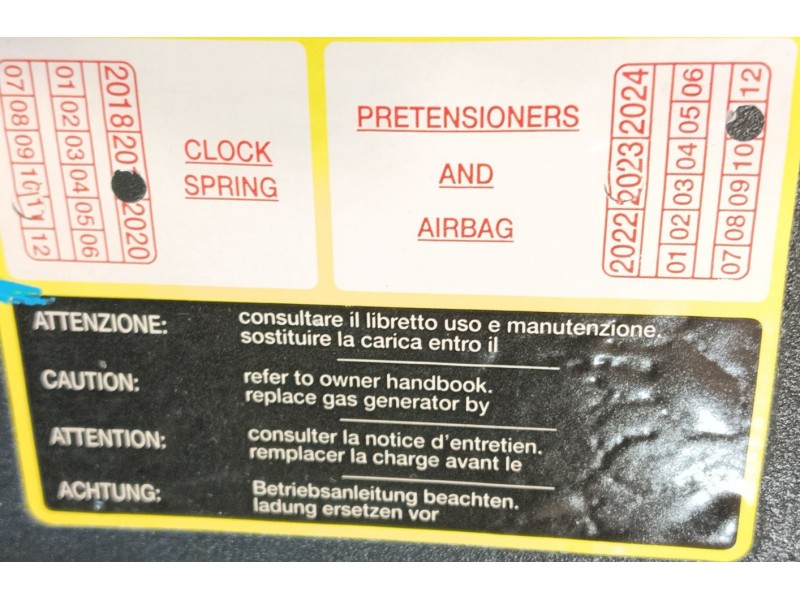 2018 201 2020
01 02 03 04 05 06
07 08 09 10 11 12
CLOCK
SPRING
PRETENSIONERS
AND
AIRBAG
2022 2023 2024
01 02 03 04 05 06
07 08 09 10 12
ATTENZIONE: consultare il libretto uso e manutenzione.
sostituire la carica entro il
CAUTION: refer to owner handbook.
replace gas generator by
ATTENTION: consulter la notice d'entretien.
remplacer la charge avant le
ACHTUNG: Betriebsanleitung beachten.
ladung ersetzen vor